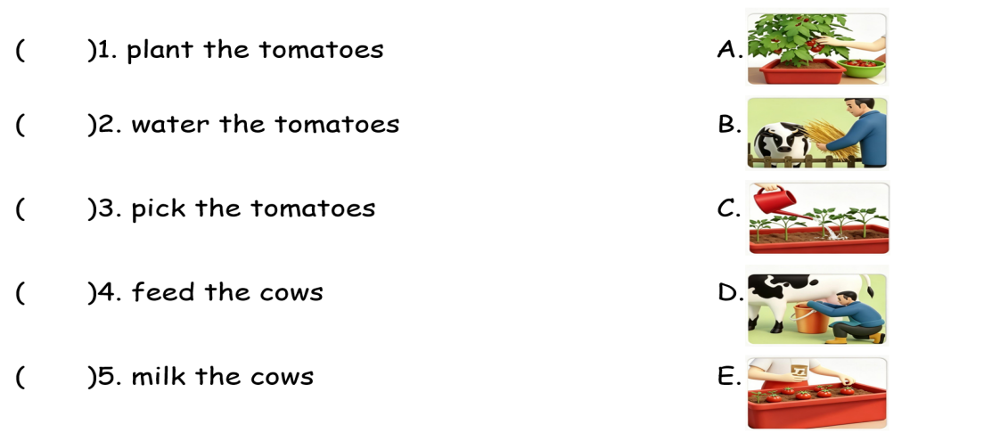 (        )1. plant the tomatoes A.
(        )2. water the tomatoes B.
(        )3. pick the tomatoes C.
(        )4. feed the cows D.
(        )5. milk the cows E.